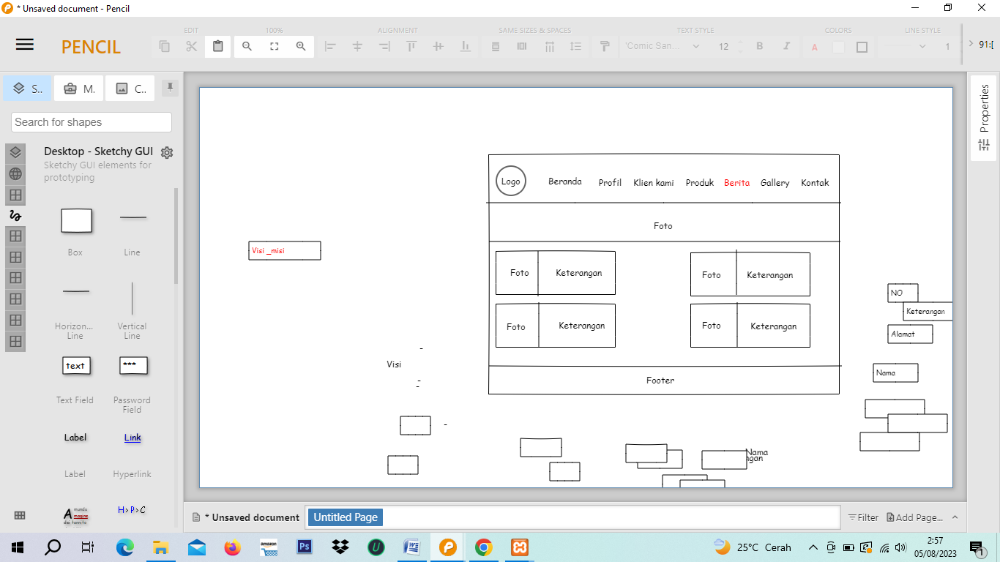 * Unsaved document - Pencil
EDIT
100%
ALIGNMENT
SAME SIZES & SPACES
TEXT STYLE
COLORS
LINE STYLE
PENCIL
'Comic San...
12
B
I
A
1
91:[
S..
M.
C..
Search for shapes
Desktop - Sketchy GUI
Sketchy GUI elements for
prototyping
Box
Line
Horizon...
Line
Vertical
Line
text
***
Text Field
Password
Field
Label
Link
Label
Hyperlink
A
mundu
imagine
H>P>C
Logo
Beranda
Profil
Klien kami
Produk
Berita
Gallery
Kontak
Foto
Foto
Keterangan
Foto
Keterangan
Foto
Keterangan
Foto
Keterangan
Footer
Visi _misi
Visi
NO
Keterangan
Alamat
Nama
Nama
ngan
Properties
* Unsaved document
Untitled Page
Filter
Add Page...
Ps
U
W
25°C Cerah
2:57
05/08/2023
1
amazon